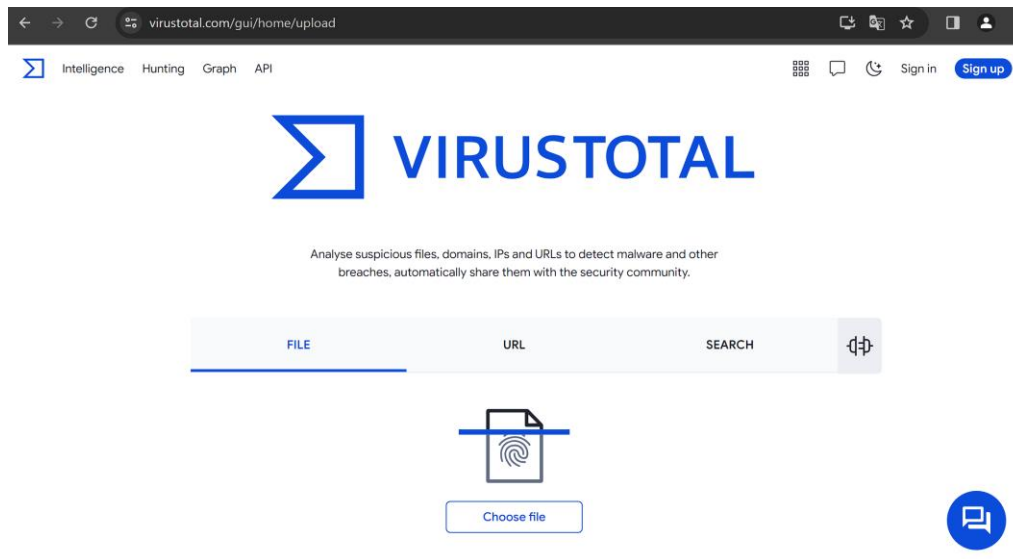 virustotal.com/gui/home/upload
Intelligence Hunting Graph API Sign in Sign up
VIRUSTOTAL
Analyse suspicious files, domains, IPs and URLs to detect malware and other
breaches, automatically share them with the security community.
FILE URL SEARCH
Choose file